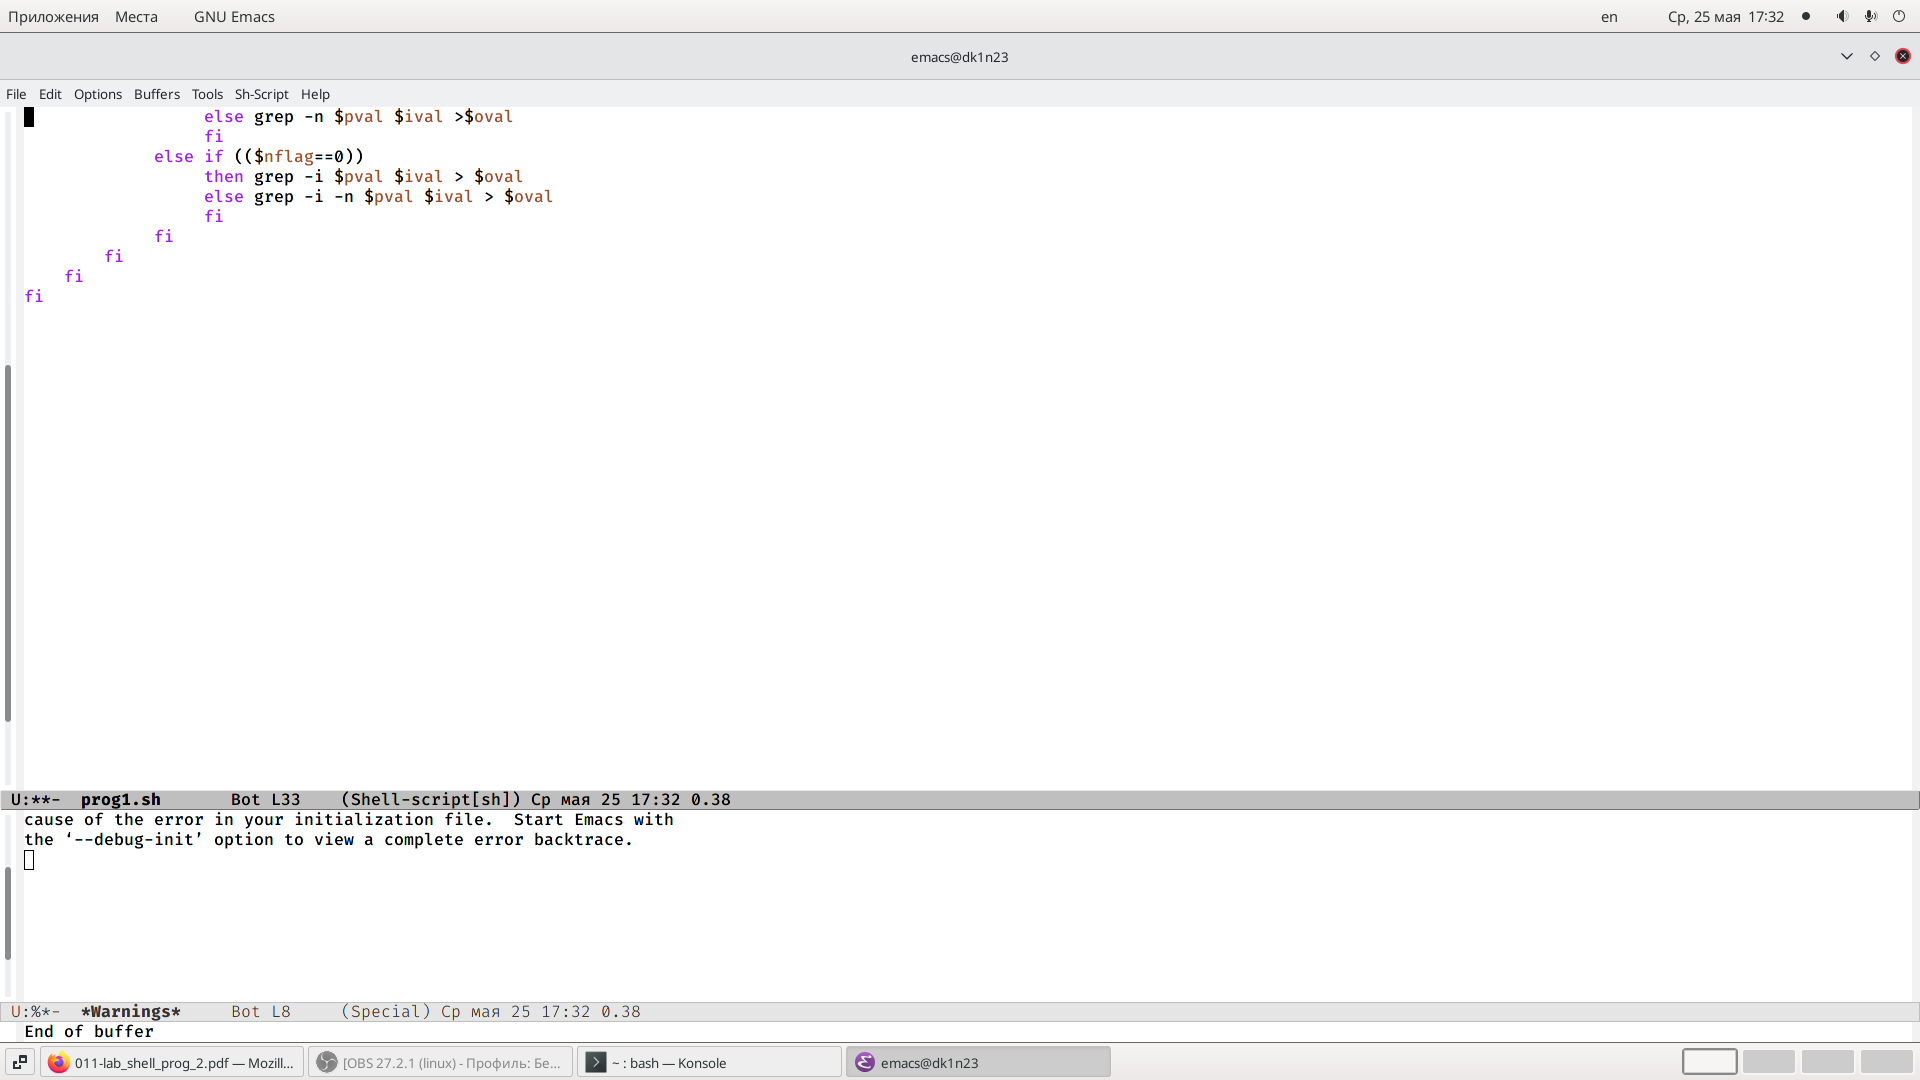 Приложения Места GNU Emacs en Ср, 25 мая 17:32
emacs@dk1n23
File Edit Options Buffers Tools Sh-Script Help
else grep -n $pval $ival >$oval
fi
else if (($nflag==0))
then grep -i $pval $ival > $oval
else grep -i -n $pval $ival > $oval
fi
fi
fi
fi
fi
U:**- prog1.sh Bot L33 (Shell-script[sh]) Ср мая 25 17:32 0.38
cause of the error in your initialization file. Start Emacs with
the ‘--debug-init’ option to view a complete error backtrace.
U:%*- *Warnings* Bot L8 (Special) Ср мая 25 17:32 0.38
End of buffer
011-lab_shell_prog_2.pdf — Mozill... [OBS 27.2.1 (linux) - Профиль: Бе... ~ : bash — Konsole emacs@dk1n23